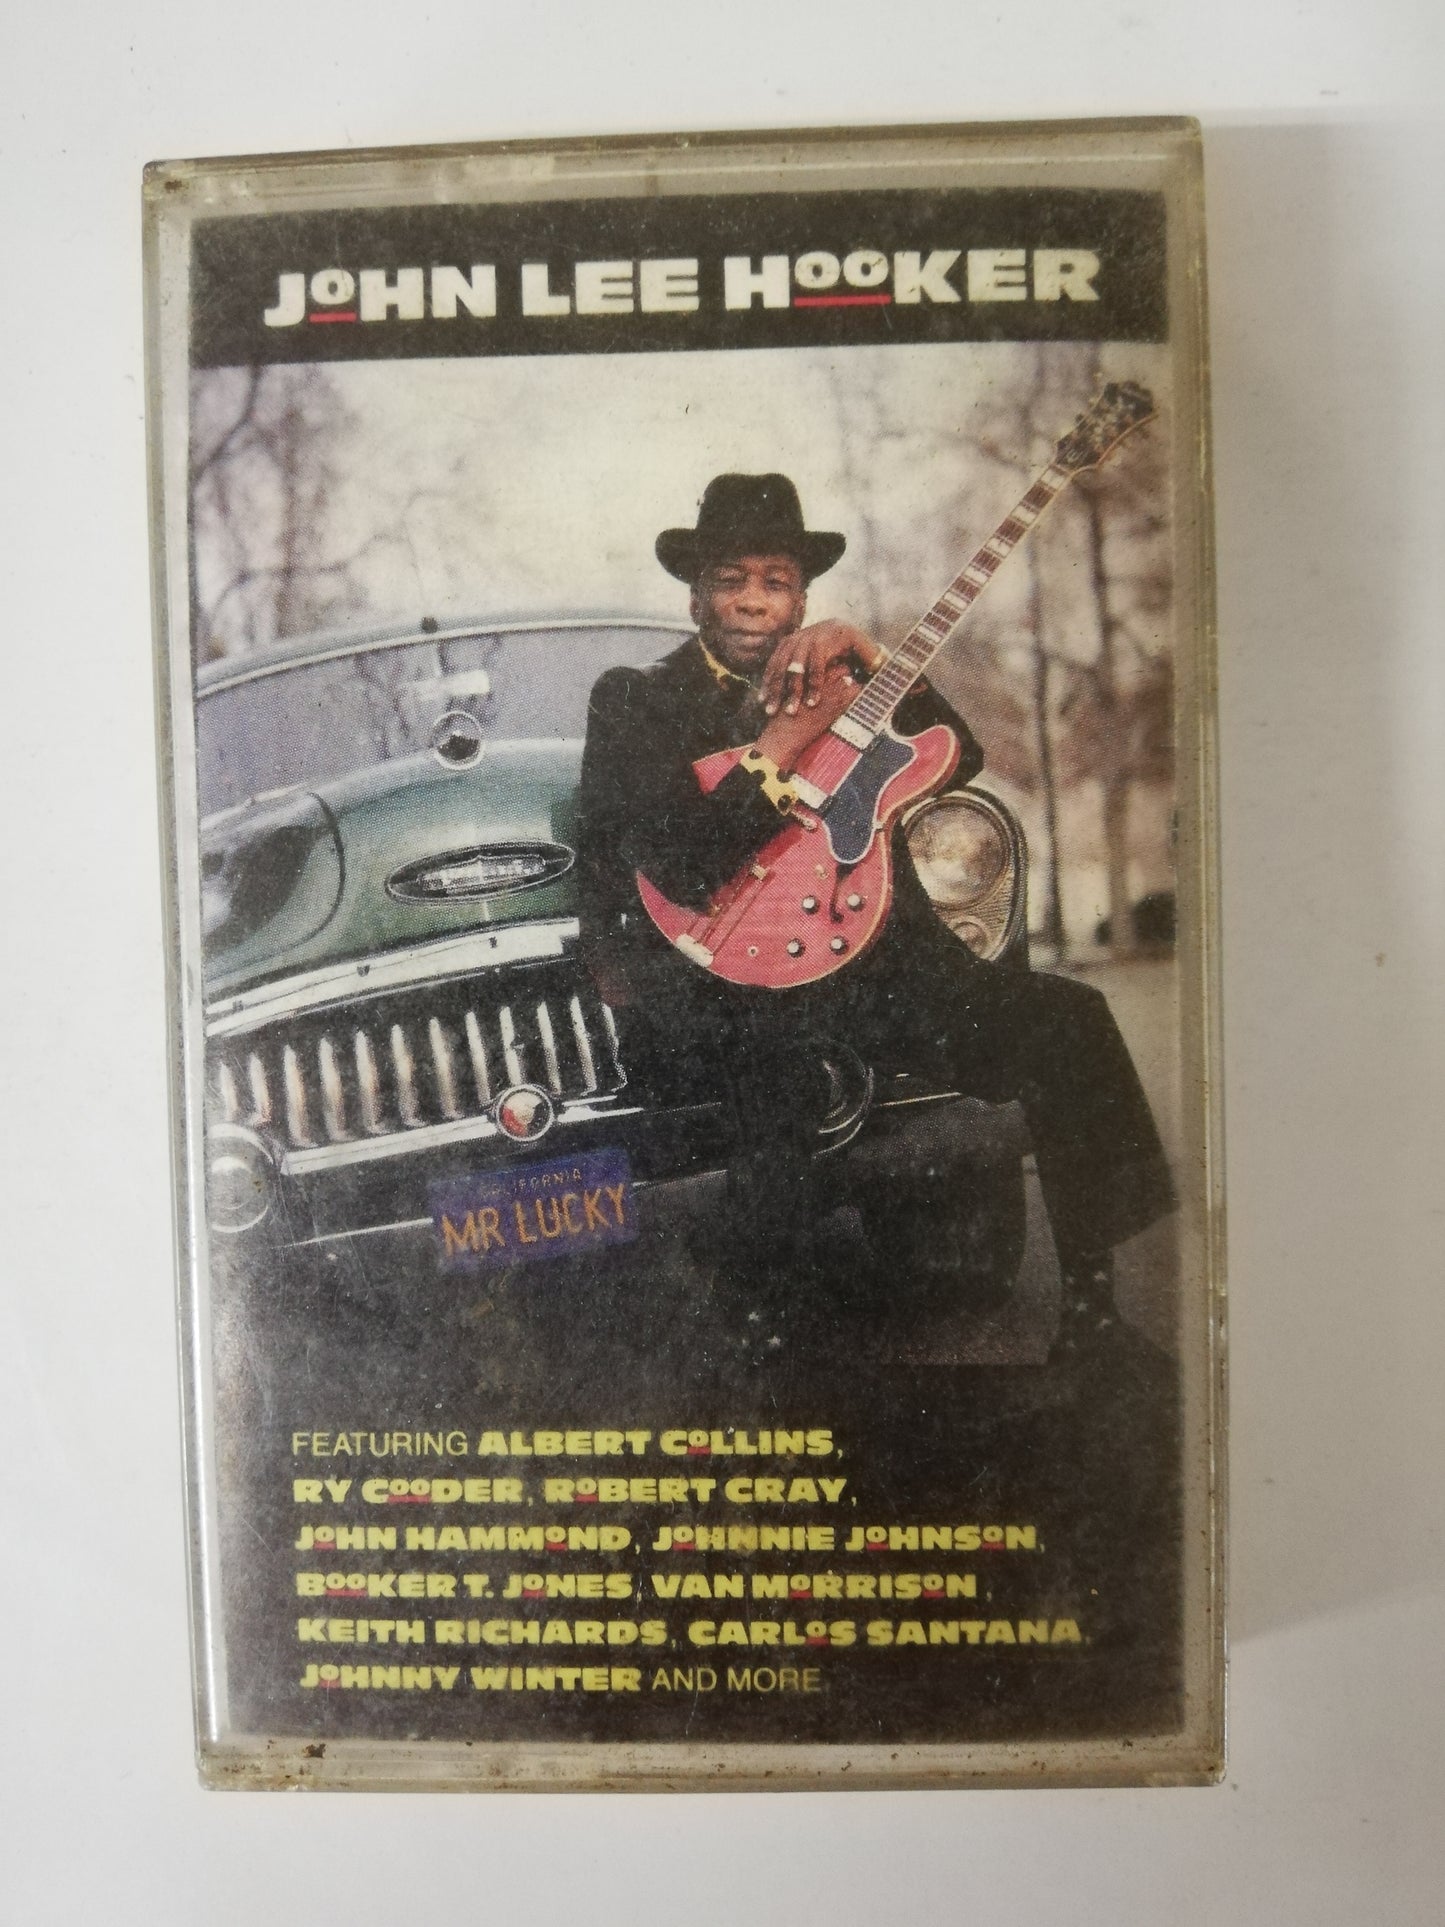 JOHN LEE HOOKER
CALIFORNIA
MR LUCKY
FEATURING ALBERT COLLINS,
RY COODER, ROBERT CRAY,
JOHN HAMMOND, JOHNNIE JOHNSON,
BOOKER T. JONES, VAN MORRISON,
KEITH RICHARDS, CARLOS SANTANA,
JOHNNY WINTER AND MORE